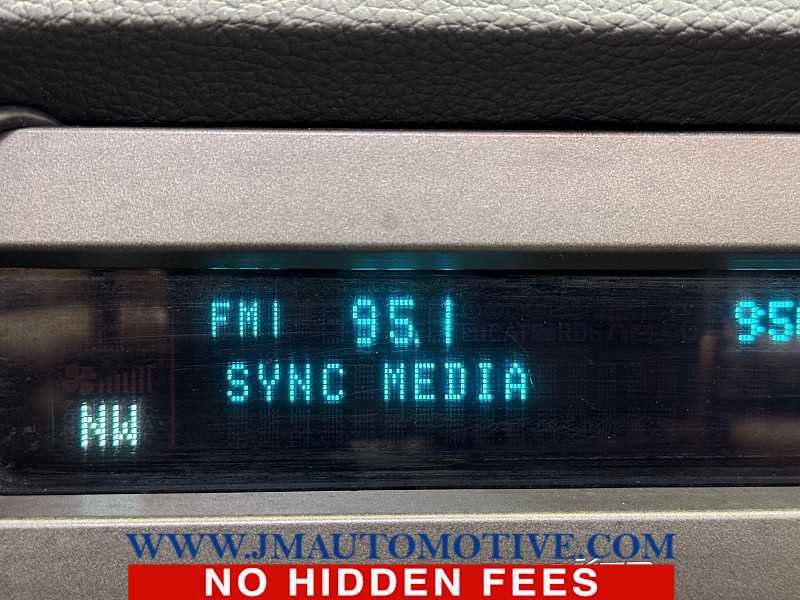 FM1 95.1
SYNC MEDIA
NW
WWW.JMAUTOMOTIVE.COM
NO HIDDEN FEES